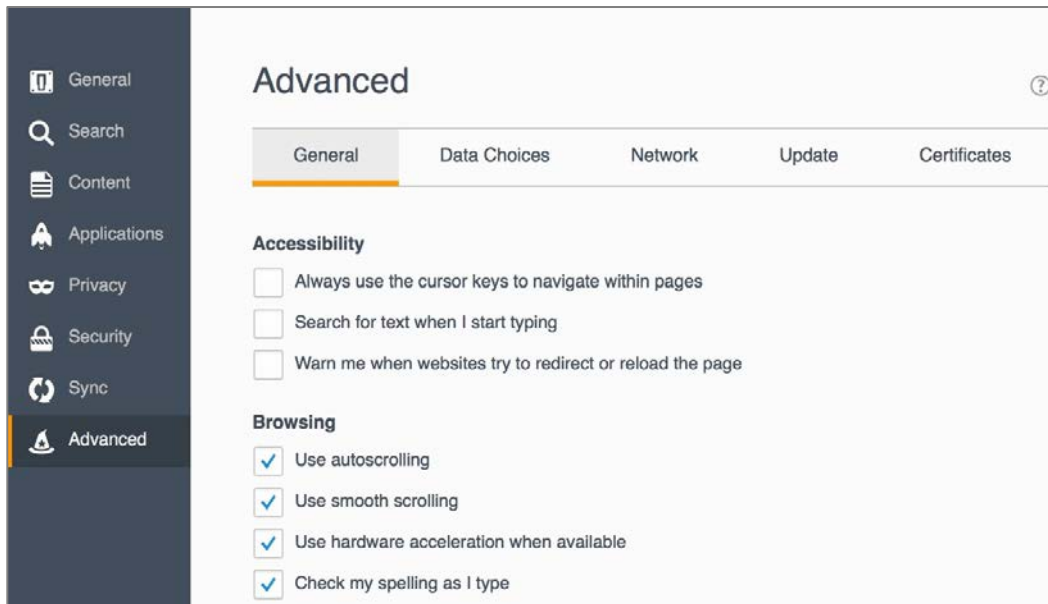 General
Search
Content
Applications
Privacy
Security
Sync
Advanced
Advanced
?
General Data Choices Network Update Certificates
Accessibility
Always use the cursor keys to navigate within pages
Search for text when I start typing
Warn me when websites try to redirect or reload the page
Browsing
Use autoscrolling
Use smooth scrolling
Use hardware acceleration when available
Check my spelling as I type